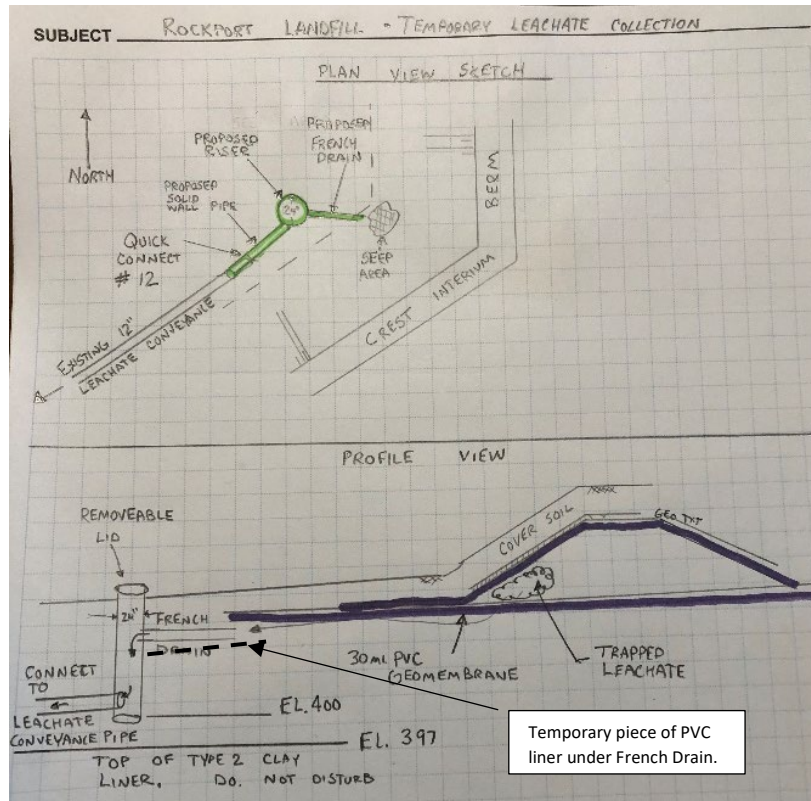 SUBJECT ROCKPORT LANDFILL - TEMPORARY LEACHATE COLLECTION
PLAN VIEW SKETCH
NORTH
PROPOSED
RISER
PROPOSED
FRENCH
DRAIN
PROPOSED
SOLID
WALL PIPE
24"
QUICK
CONNECT
# 12
SEEP
AREA
BERM
CREST INTERIUM
EXISTING 12"
LEACHATE CONVEYANCE
PROFILE VIEW
REMOVEABLE
LID
24"
FRENCH
DRAIN
COVER SOIL
GEO TXT
30 ML PVC
GEOMEMBRANE
TRAPPED
LEACHATE
CONNECT
TO
LEACHATE
CONVEYANCE PIPE
EL. 400
EL. 397
TOP OF TYPE 2 CLAY
LINER. DO. NOT DISTURB
Temporary piece of PVC
liner under French Drain.